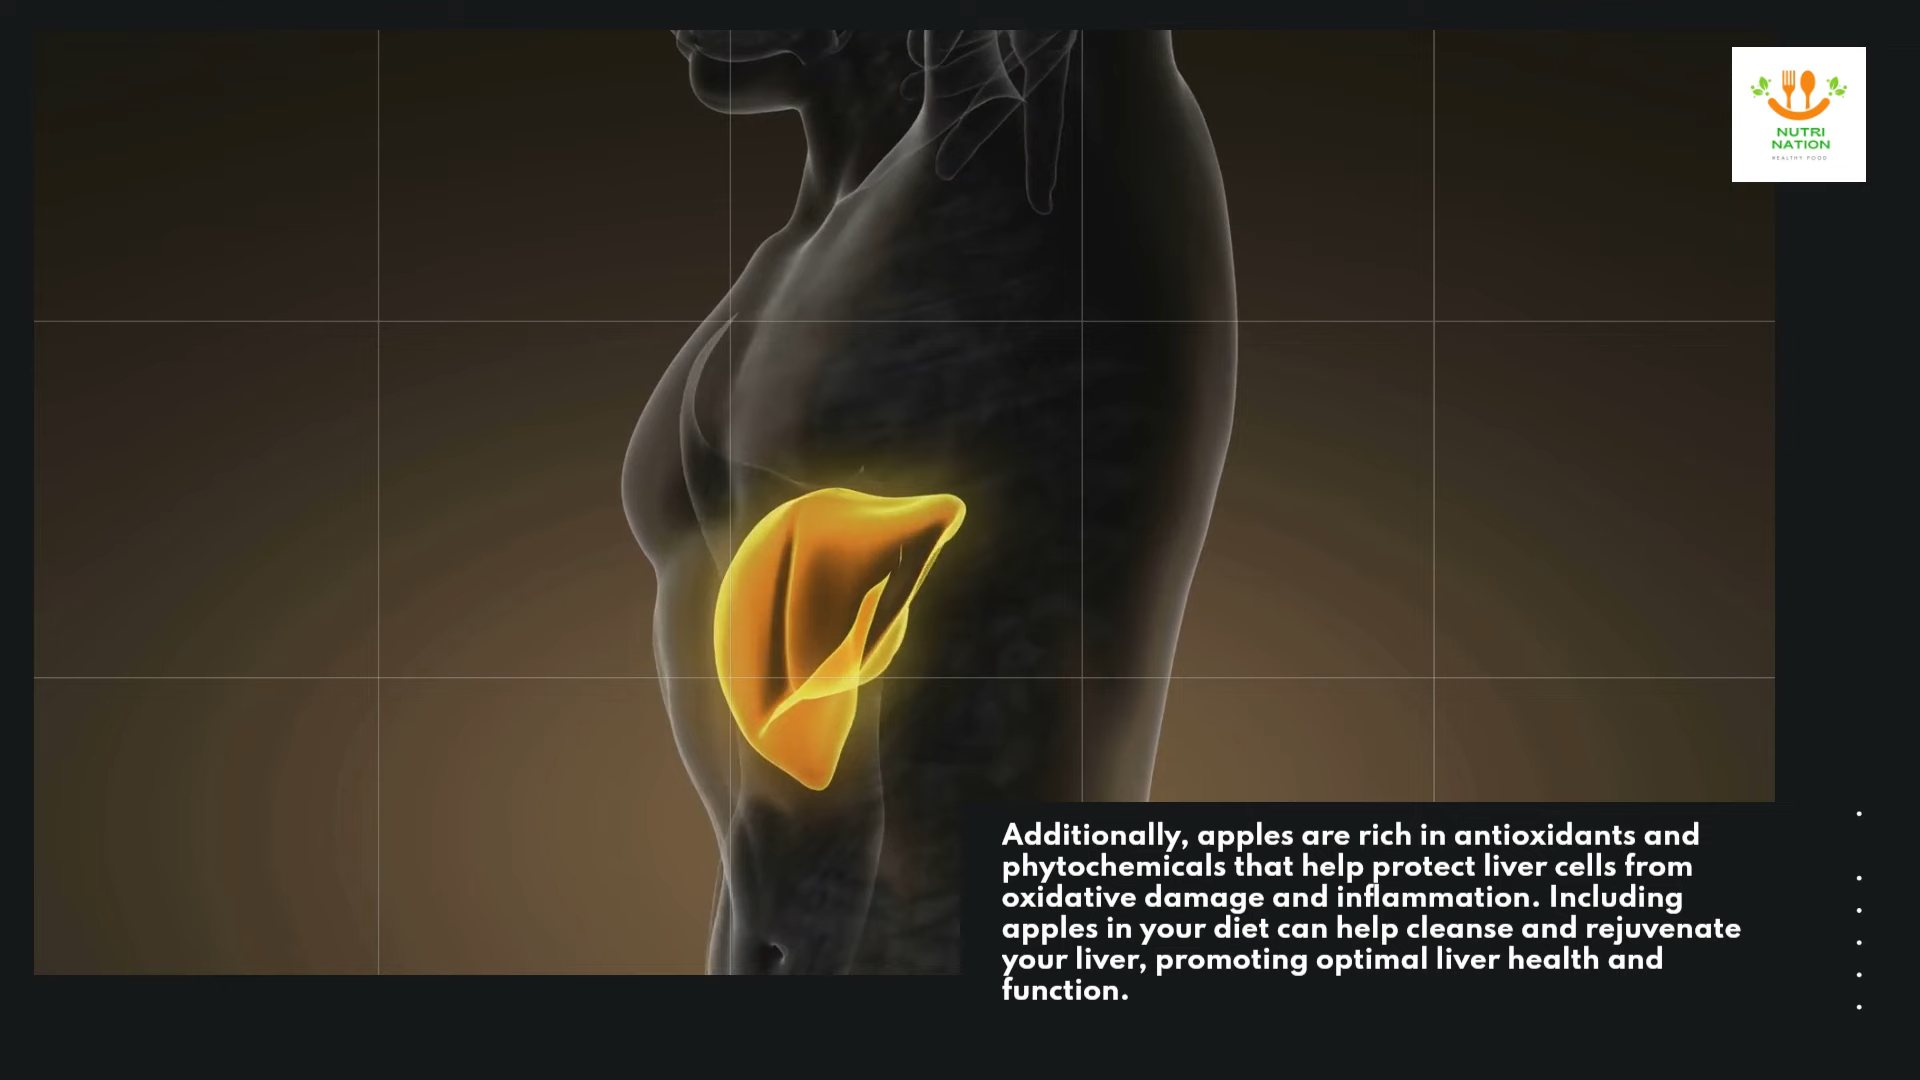 NUTRI
NATION
HEALTHY FOOD
Additionally, apples are rich in antioxidants and
phytochemicals that help protect liver cells from
oxidative damage and inflammation. Including
apples in your diet can help cleanse and rejuvenate
your liver, promoting optimal liver health and
function.